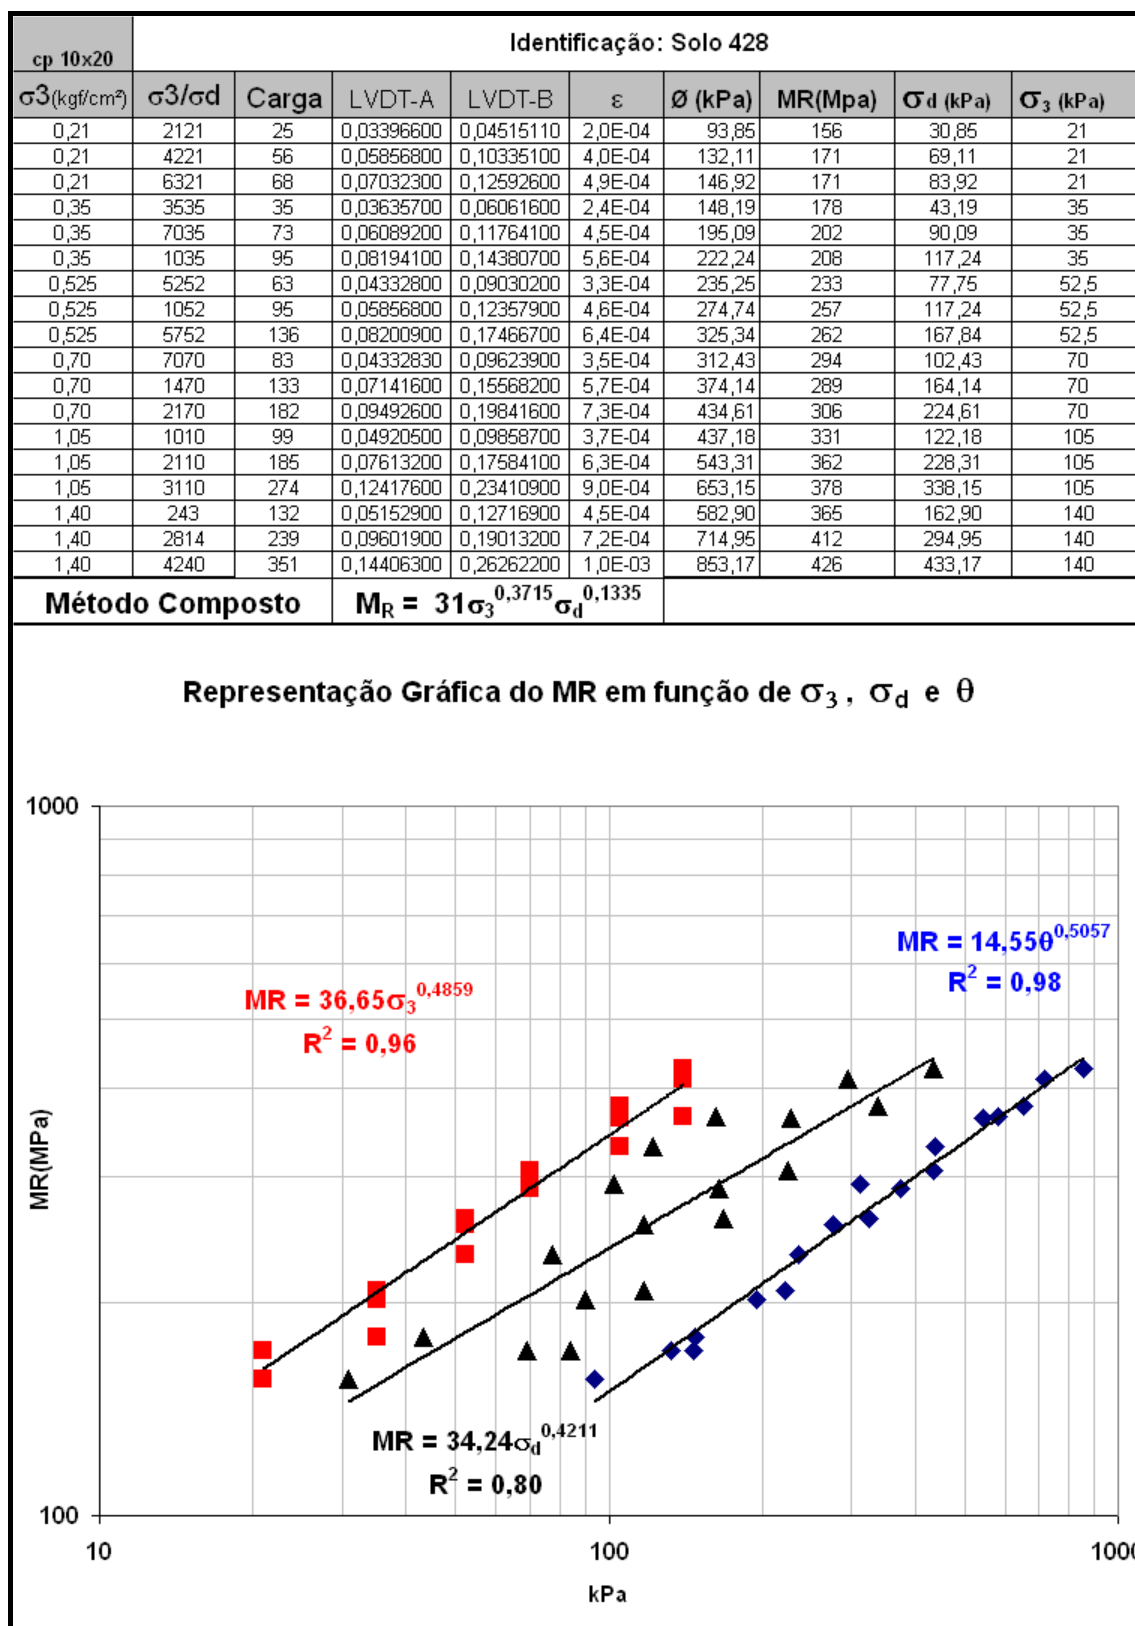 Identificação: Solo 428
cp 10x20
σ3(kgf/cm²) σ3/σd Carga LVDT-A LVDT-B ε Ø (kPa) MR(Mpa) σd (kPa) σ3 (kPa)
0,21 2121 25 0,03396600 0,04515110 2,0E-04 93,85 156 30,85 21
0,21 4221 56 0,05856800 0,10335100 4,0E-04 132,11 171 69,11 21
0,21 6321 68 0,07032300 0,12592600 4,9E-04 146,92 171 83,92 21
0,35 3535 35 0,03635700 0,06061600 2,4E-04 148,19 178 43,19 35
0,35 7035 73 0,06089200 0,11764100 4,5E-04 195,09 202 90,09 35
0,35 1035 95 0,08194100 0,14380700 5,6E-04 222,24 208 117,24 35
0,525 5252 63 0,04332800 0,09030200 3,3E-04 235,25 233 77,75 52,5
0,525 1052 95 0,05856800 0,12357900 4,6E-04 274,74 257 117,24 52,5
0,525 5752 136 0,08200900 0,17466700 6,4E-04 325,34 262 167,84 52,5
0,70 7070 83 0,04332830 0,09623900 3,5E-04 312,43 294 102,43 70
0,70 1470 133 0,07141600 0,15568200 5,7E-04 374,14 289 164,14 70
0,70 2170 182 0,09492600 0,19841600 7,3E-04 434,61 306 224,61 70
1,05 1010 99 0,04920500 0,09858700 3,7E-04 437,18 331 122,18 105
1,05 2110 185 0,07613200 0,17584100 6,3E-04 543,31 362 228,31 105
1,05 3110 274 0,12417600 0,23410900 9,0E-04 653,15 378 338,15 105
1,40 243 132 0,05152900 0,12716900 4,5E-04 582,90 365 162,90 140
1,40 2814 239 0,09601900 0,19013200 7,2E-04 714,95 412 294,95 140
1,40 4240 351 0,14406300 0,26262200 1,0E-03 853,17 426 433,17 140
Método Composto M_R = 31σ₃^0,3715 σ_d^0,1335
Representação Gráfica do MR em função de σ₃ , σ_d e θ
1000
MR = 14,55θ^0,5057
R² = 0,98
MR = 36,65σ₃^0,4859
R² = 0,96
MR(MPa)
MR = 34,24σ_d^0,4211
R² = 0,80
100
10 100 1000
kPa